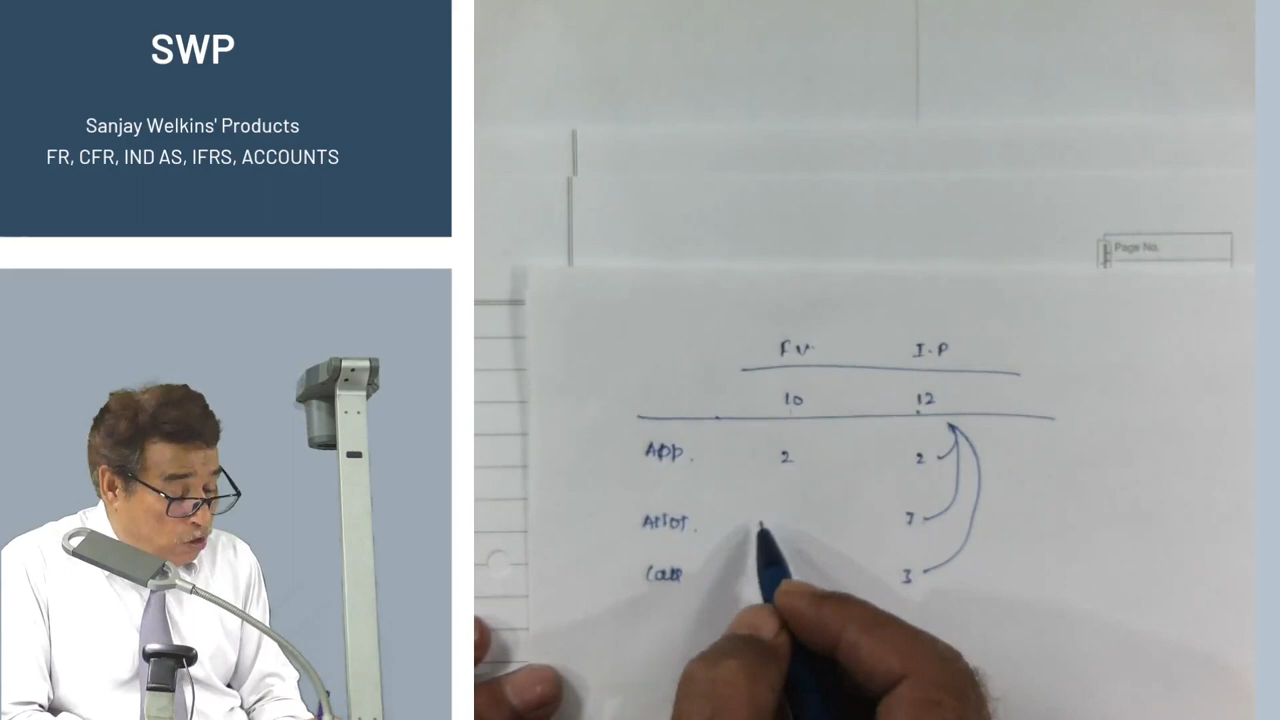 SWP
Sanjay Welkins' Products
FR, CFR, IND AS, IFRS, ACCOUNTS
Page No.
F.V. I.P
10 12
App. 2 2
Allot. 7
Call 3